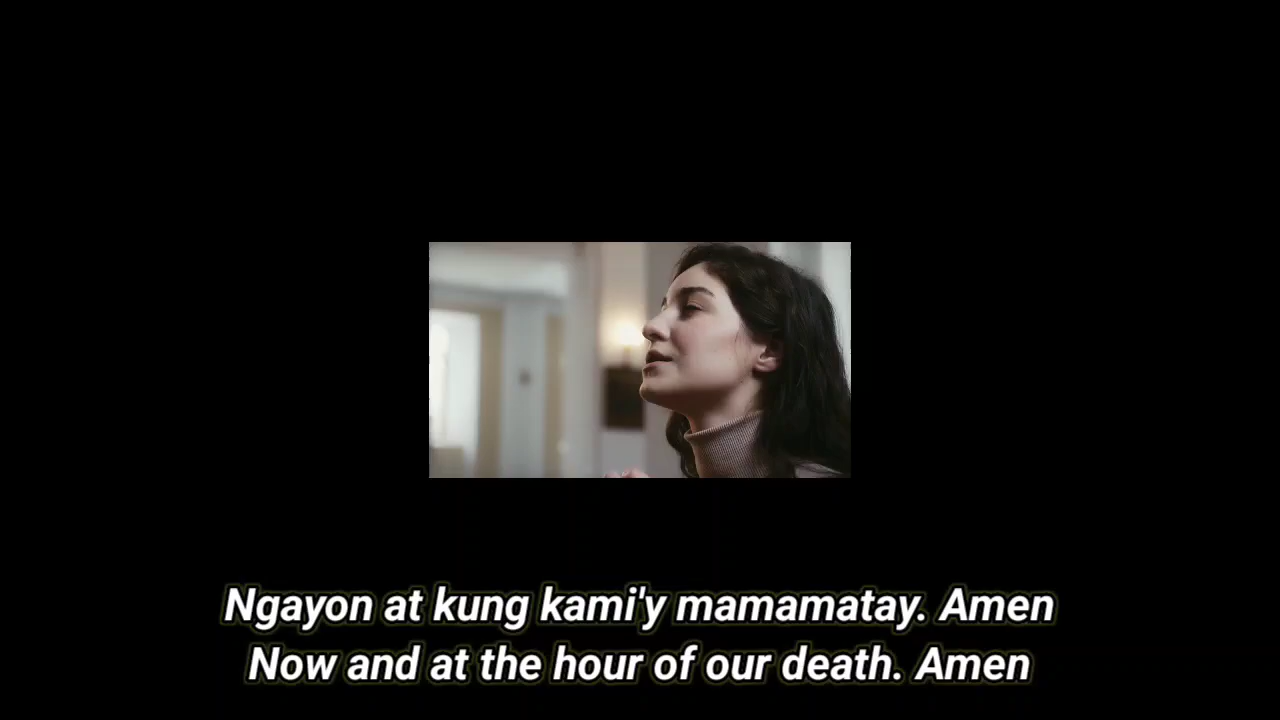 Ngayon at kung kami'y mamamatay. Amen
Now and at the hour of our death. Amen